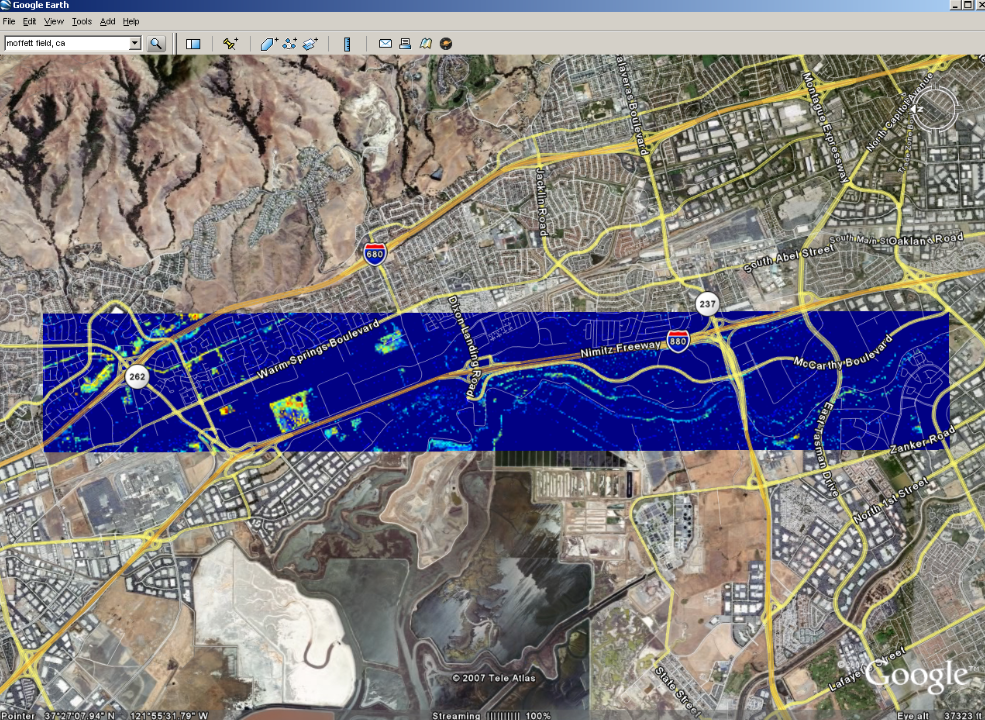 Google Earth
File Edit View Tools Add Help
moffett field, ca
Calaveras Boulevard
Montague Expressway
North Capitol Avenue
N
Jacklin Road
680
South Main St
Oakland Road
South Abel Street
237
Dixon Landing Road
Warm Springs Boulevard
880
Nimitz Freeway
McCarthy Boulevard
262
East Tasman Drive
Zanker Road
North 1st Street
© 2007 Tele Atlas
State Street
Lafayette Street
Google™
Pointer 37°27'07.94" N 121°55'31.79" W
Streaming ||||||||| 100%
Eye alt 37323 ft